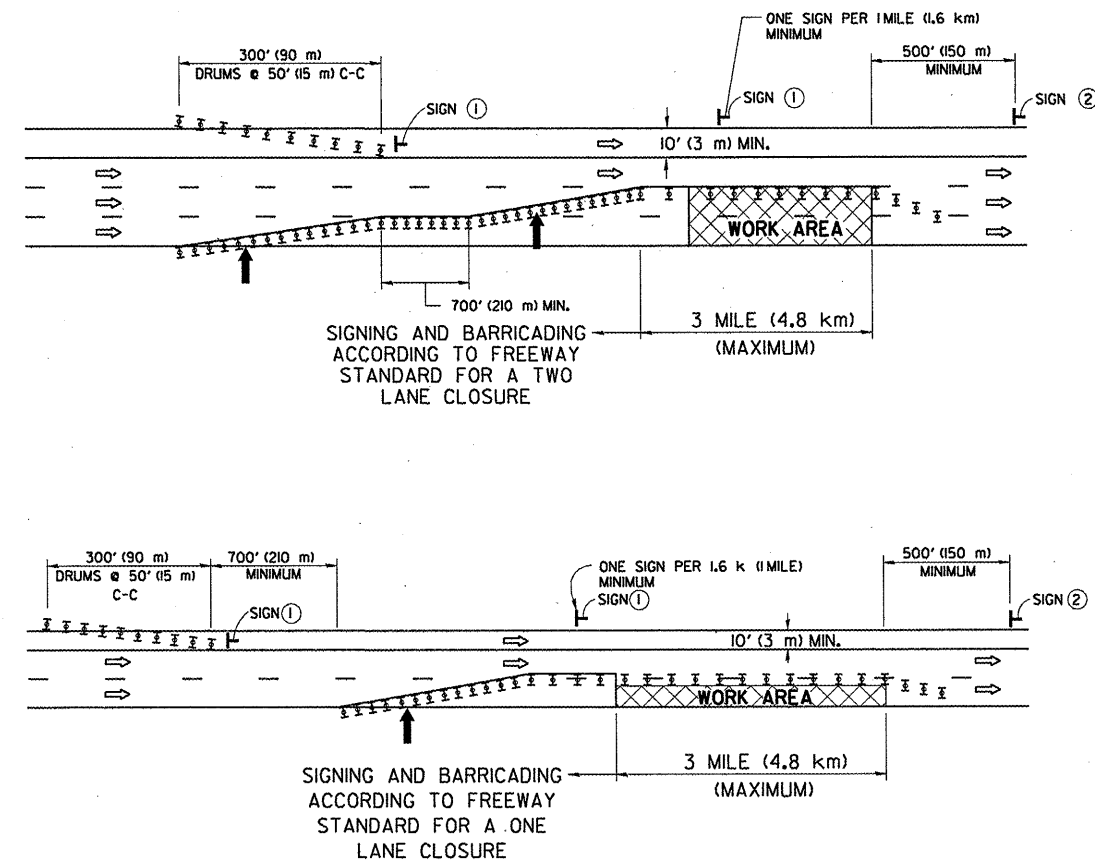 ONE SIGN PER 1 MILE (1.6 km)
MINIMUM
300' (90 m)
DRUMS @ 50' (15 m) C-C
500' (150 m)
MINIMUM
SIGN 1
SIGN 1
SIGN 2
10' (3 m) MIN.
WORK AREA
700' (210 m) MIN.
3 MILE (4.8 km)
(MAXIMUM)
SIGNING AND BARRICADING
ACCORDING TO FREEWAY
STANDARD FOR A TWO
LANE CLOSURE
300' (90 m)
DRUMS @ 50' (15 m)
C-C
700' (210 m)
MINIMUM
SIGN 1
ONE SIGN PER 1.6 k (1 MILE)
MINIMUM
SIGN 1
500' (150 m)
MINIMUM
SIGN 2
10' (3 m) MIN.
WORK AREA
3 MILE (4.8 km)
(MAXIMUM)
SIGNING AND BARRICADING
ACCORDING TO FREEWAY
STANDARD FOR A ONE
LANE CLOSURE